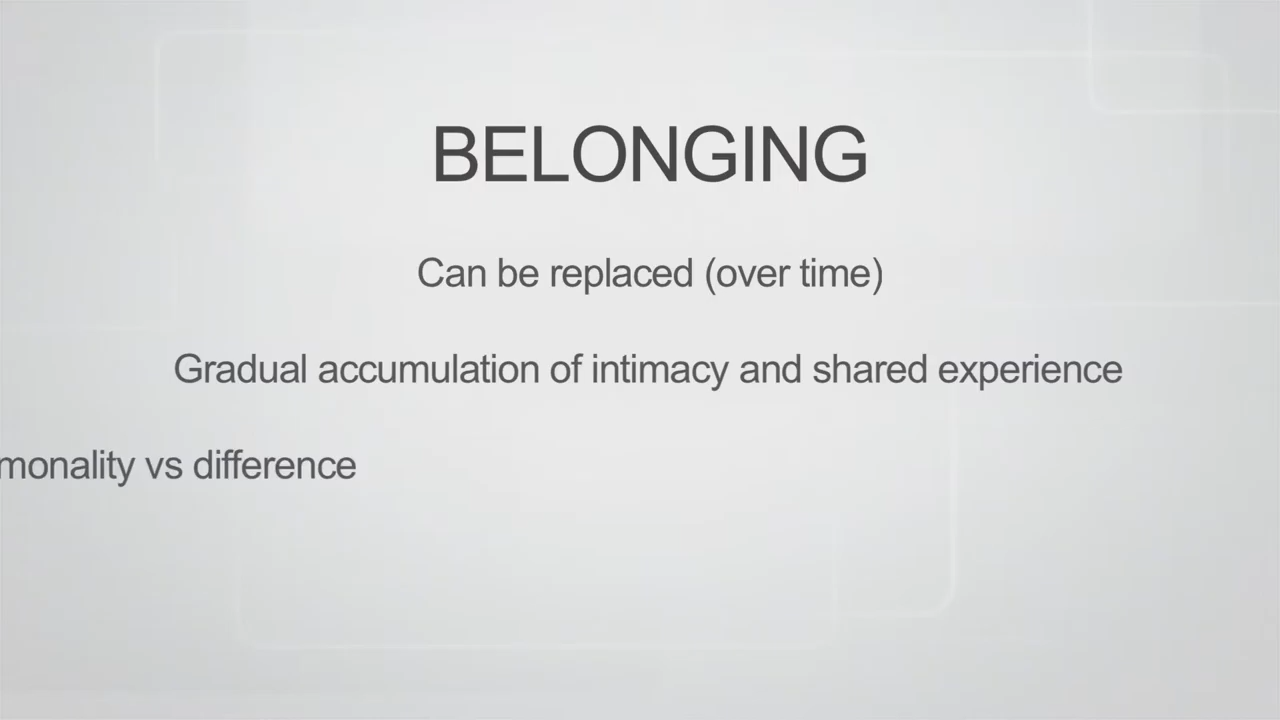 BELONGING
Can be replaced (over time)
Gradual accumulation of intimacy and shared experience
monality vs difference